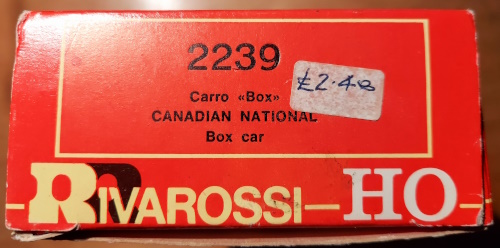 2239
£2.40
Carro «Box»
CANADIAN NATIONAL
Box car
RIVAROSSI-HO-